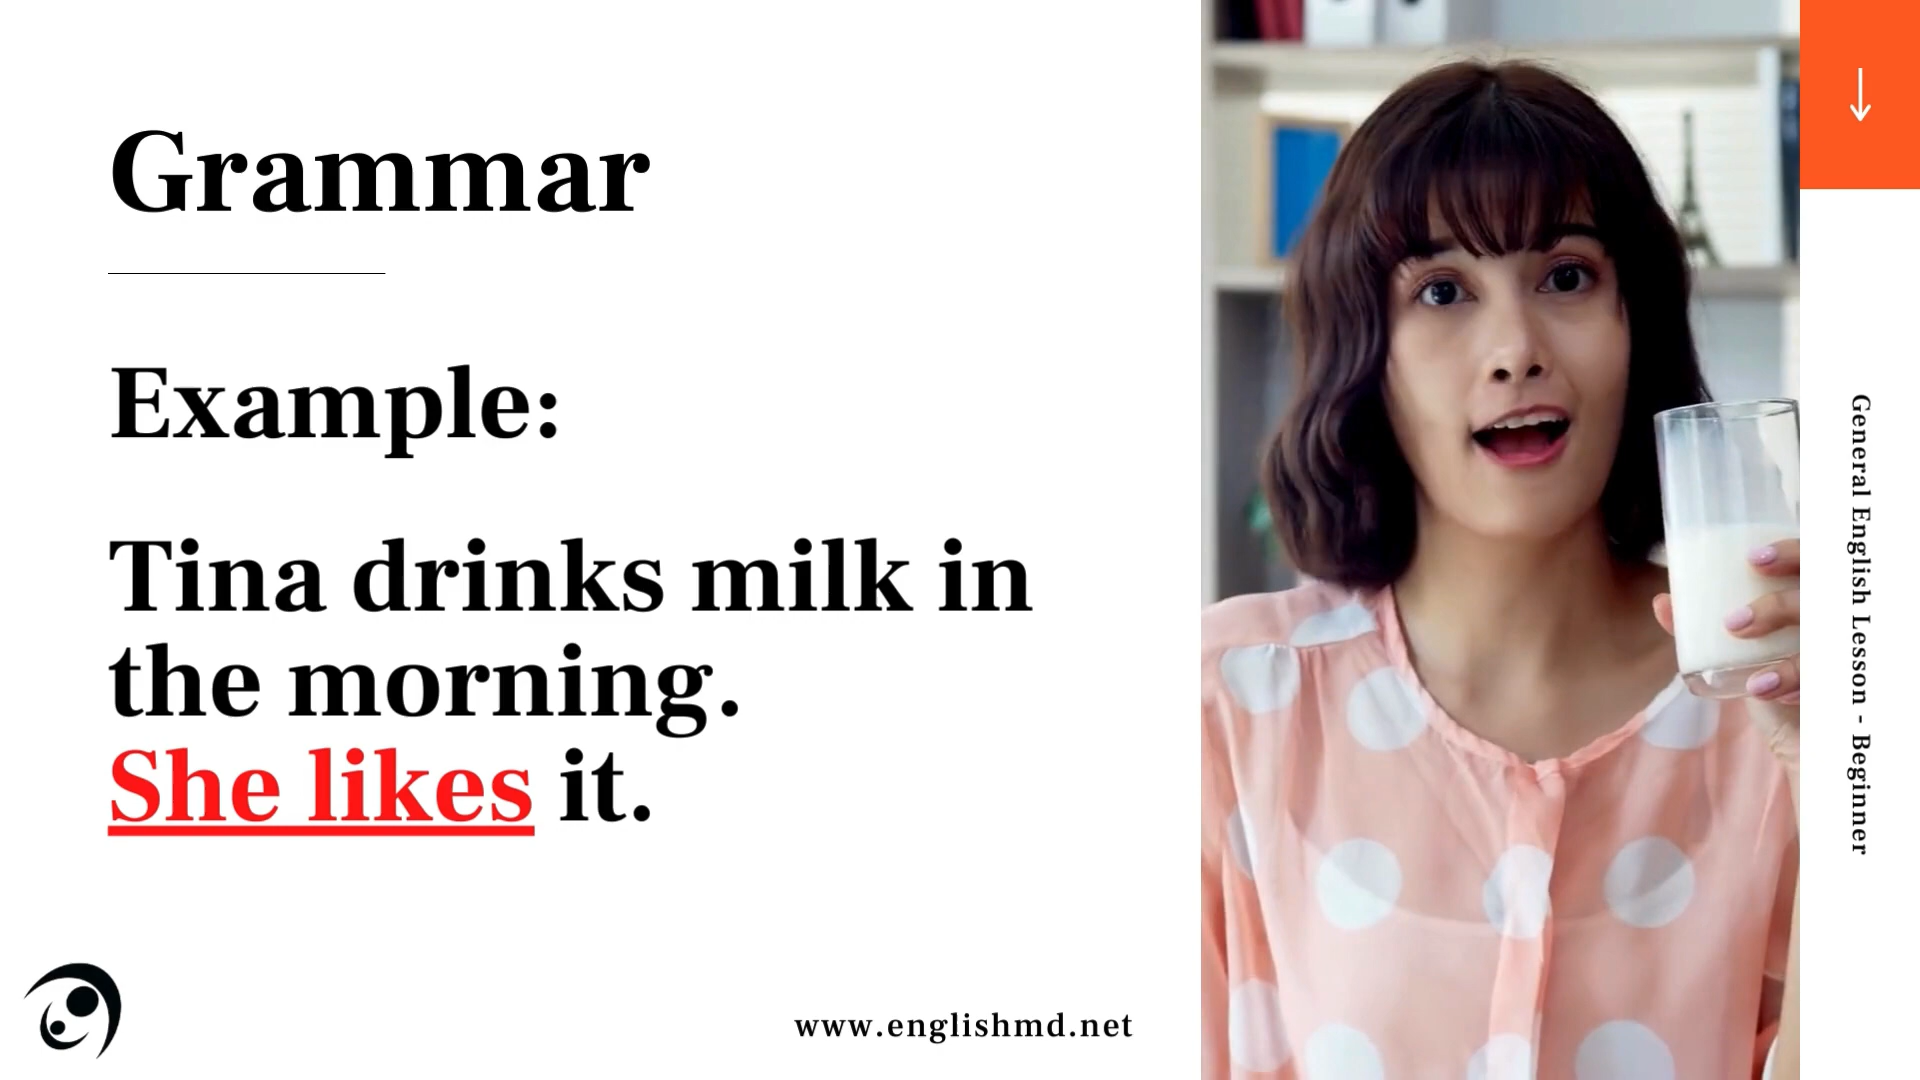 Grammar
Example:
Tina drinks milk in
the morning.
She likes it.
www.englishmd.net
General English Lesson - Beginner